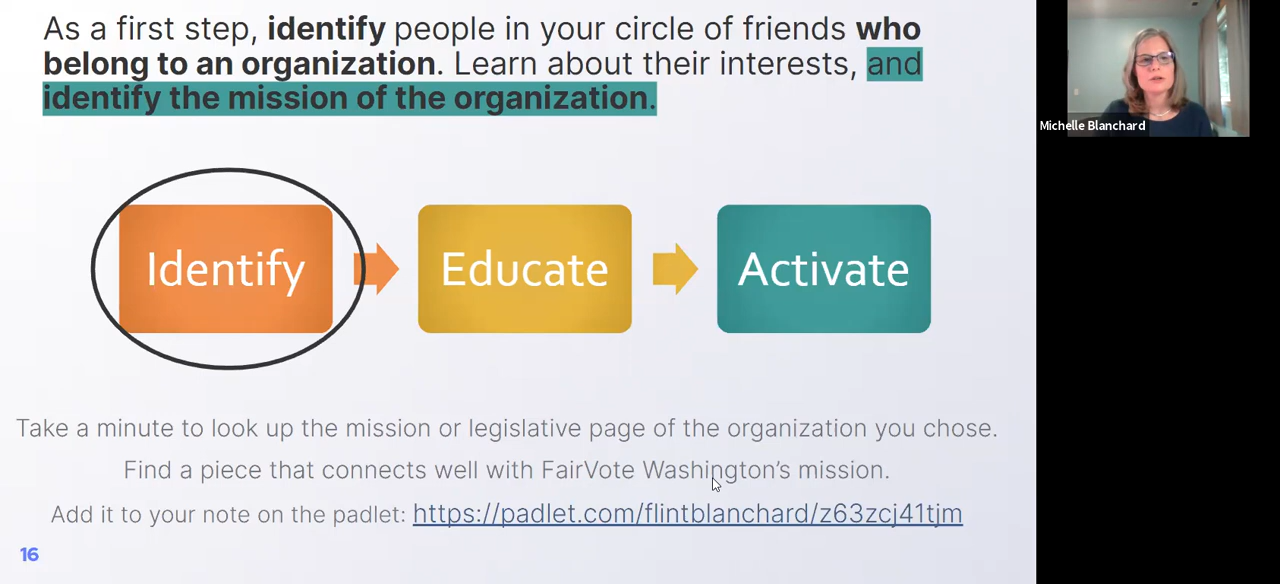 As a first step, identify people in your circle of friends who
belong to an organization. Learn about their interests, and
identify the mission of the organization.
Michelle Blanchard
Identify
Educate
Activate
Take a minute to look up the mission or legislative page of the organization you chose.
Find a piece that connects well with FairVote Washington's mission.
Add it to your note on the padlet: https://padlet.com/flintblanchard/z63zcj41tjm
16